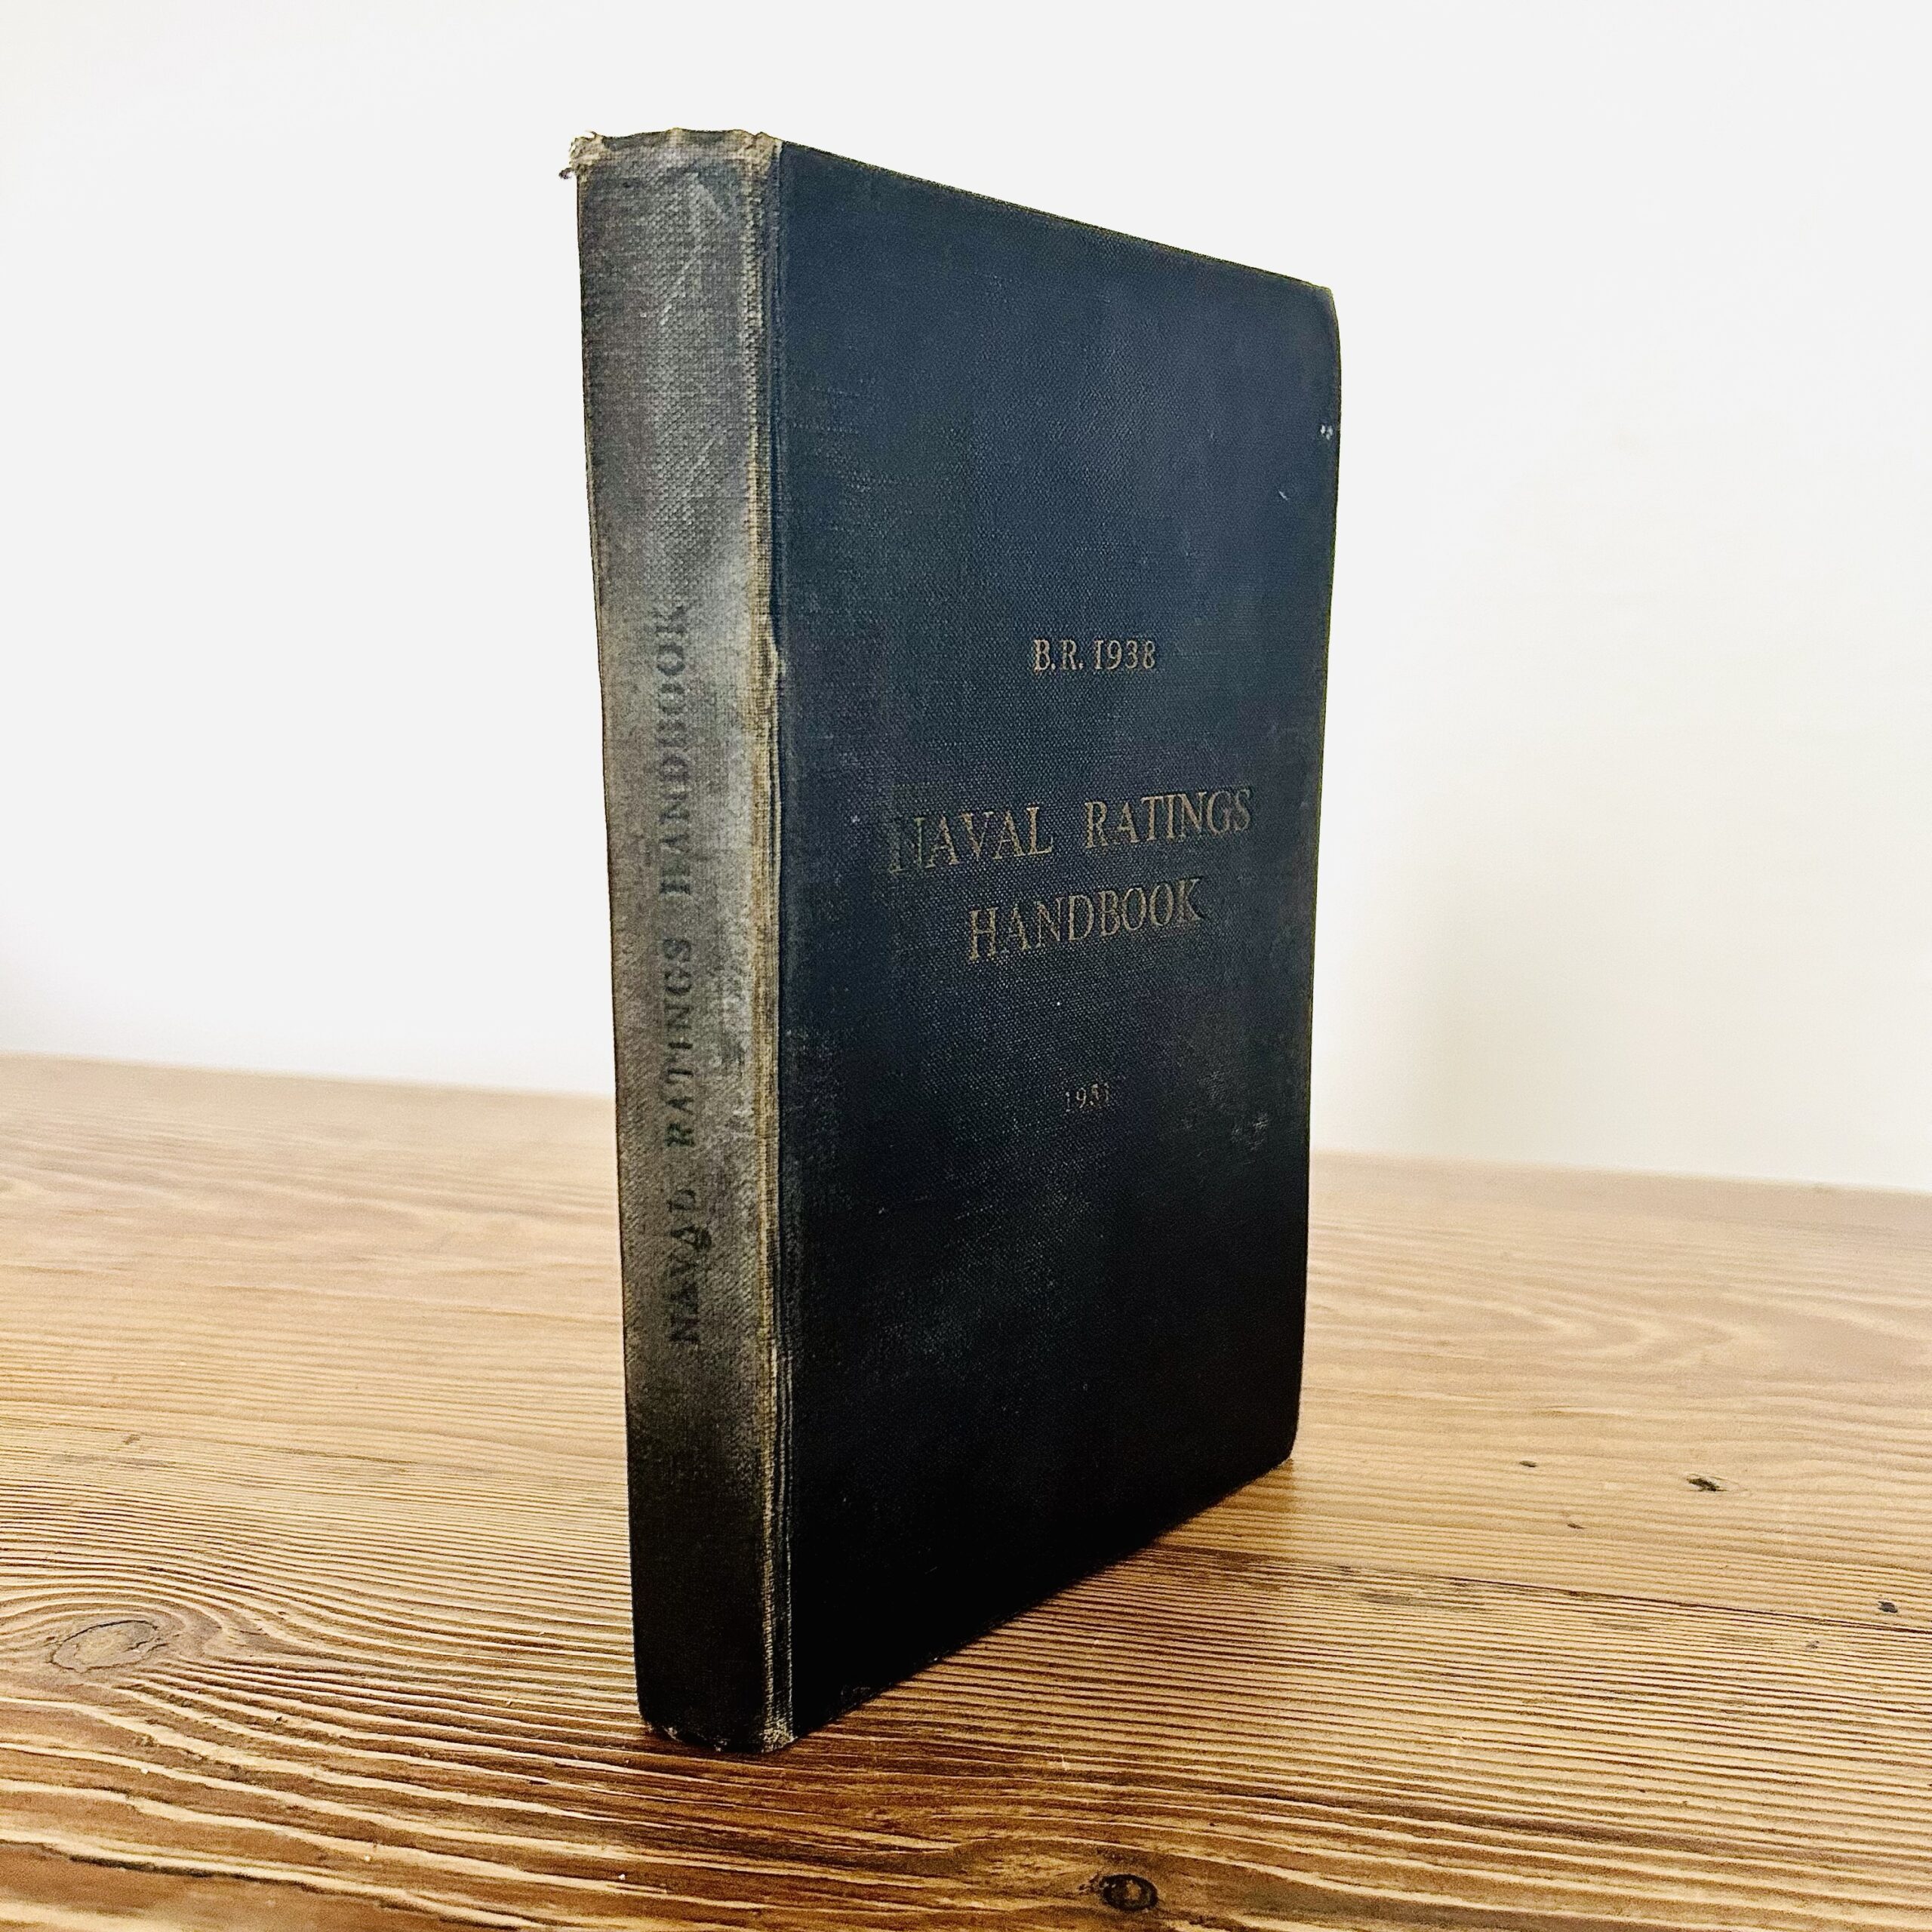 NAVAL RATINGS HANDBOOK
B.R. 1938
NAVAL RATINGS
HANDBOOK
1951